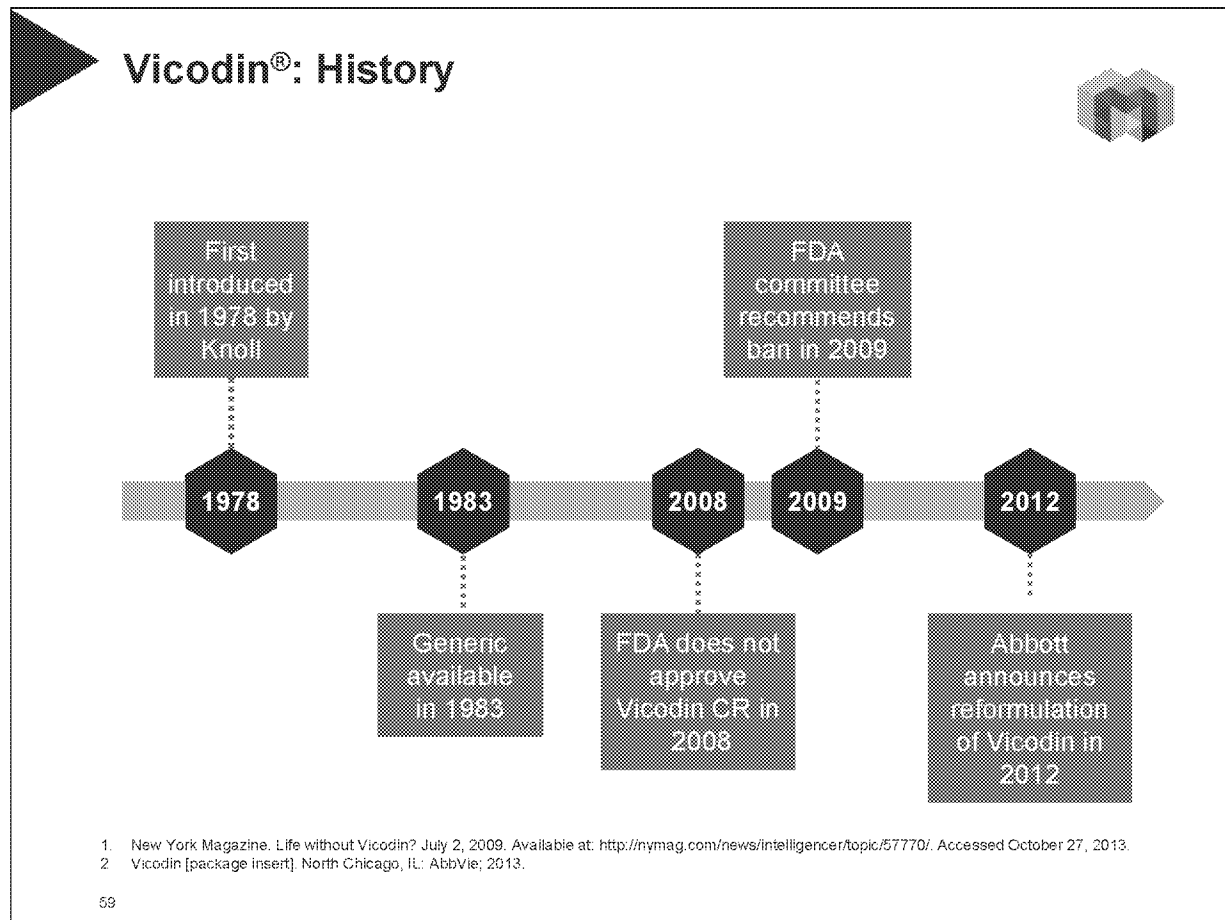 Vicodin®: History
M
First
introduced
in 1978 by
Knoll
FDA
committee
recommends
ban in 2009
1978
1983
2008
2009
2012
Generic
available
in 1983
FDA does not
approve
Vicodin CR in
2008
Abbott
announces
reformulation
of Vicodin in
2012
1. New York Magazine. Life without Vicodin? July 2, 2009. Available at: http://nymag.com/news/intelligencer/topic/57770/. Accessed October 27, 2013.
2 Vicodin [package insert]. North Chicago, IL: AbbVie; 2013.
59